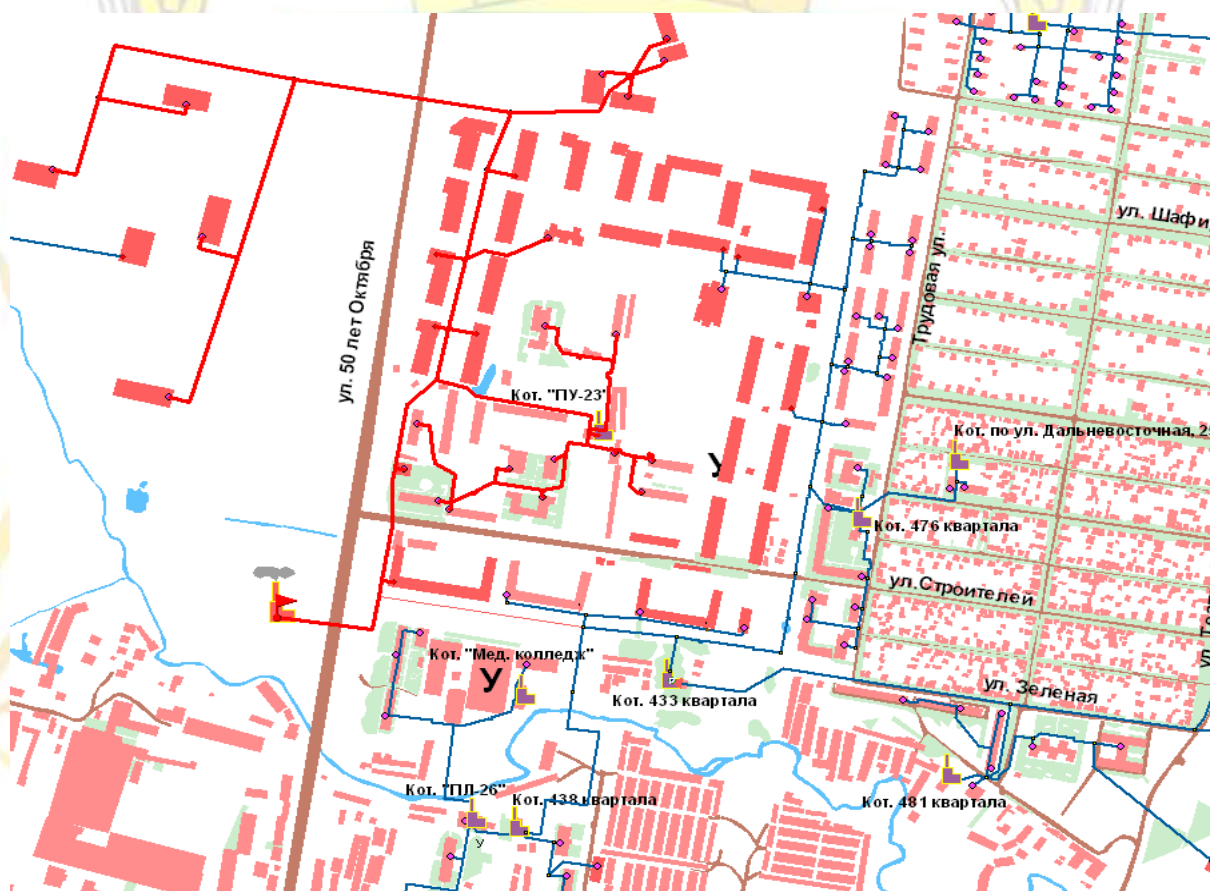 ул. Шафи
Трудовая ул.
ул. 50 лет Октября
Кот. "ПУ-23"
Кот. по ул. Дальневосточная, 2
У
Кот. 476 квартала
ул.Строителей
Кот. "Мед. колледж"
У
ул. Зеленая
Кот. 433 квартала
Кот. "ПЛ-26"
Кот. 438 квартала
Кот. 481 квартала
У